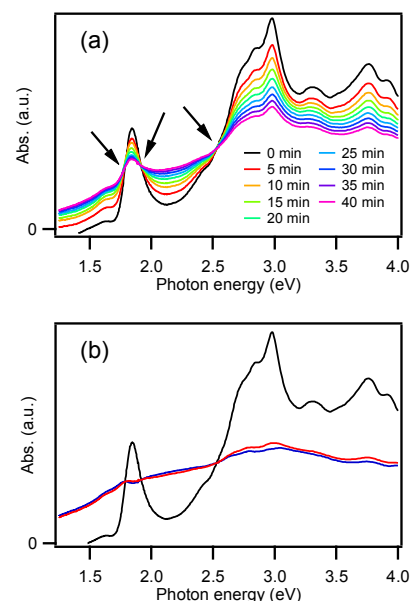 (a)
Abs. (a.u.)
0 min
5 min
10 min
15 min
20 min
25 min
30 min
35 min
40 min
0
1.5 2.0 2.5 3.0 3.5 4.0
Photon energy (eV)
(b)
Abs. (a.u.)
0
1.5 2.0 2.5 3.0 3.5 4.0
Photon energy (eV)